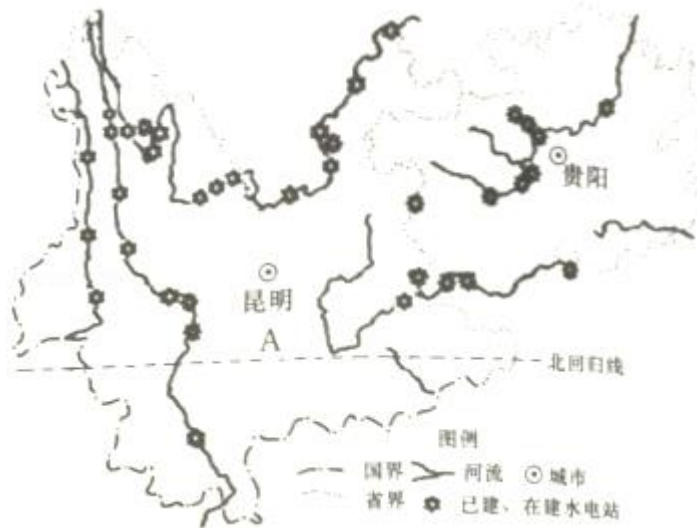 贵阳
昆明
A
北回归线
图例
国界
河流
城市
省界
已建、在建水电站